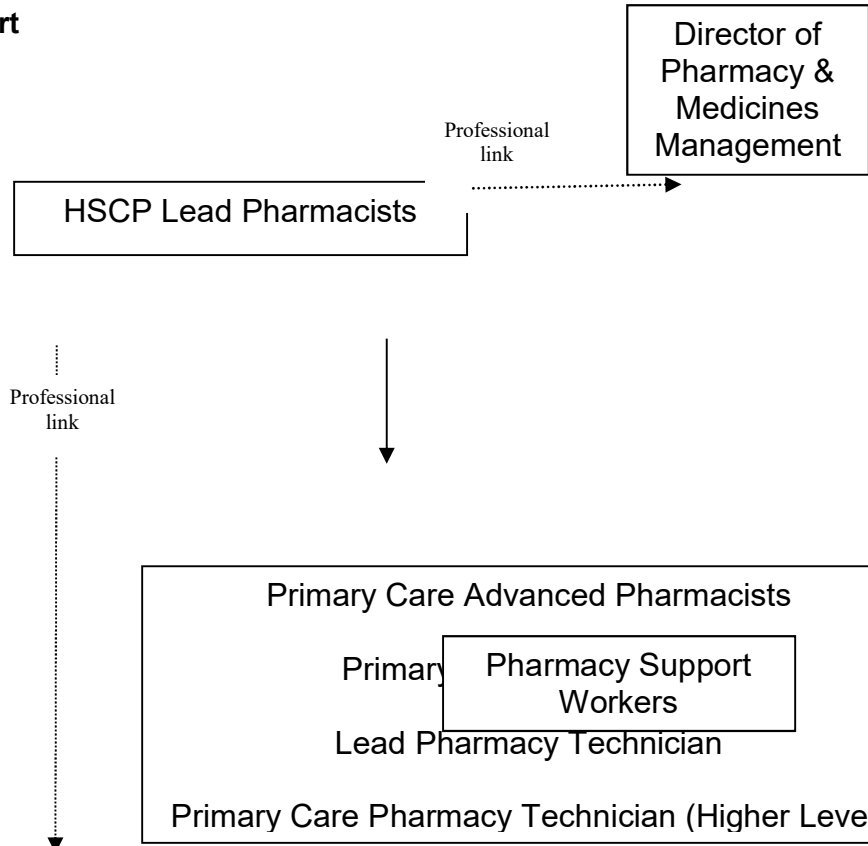 Director of
Pharmacy &
Medicines
Management
Professional
link
HSCP Lead Pharmacists
Professional
link
Primary Care Advanced Pharmacists
Primary
Pharmacy Support
Workers
Lead Pharmacy Technician
Primary Care Pharmacy Technician (Higher Leve